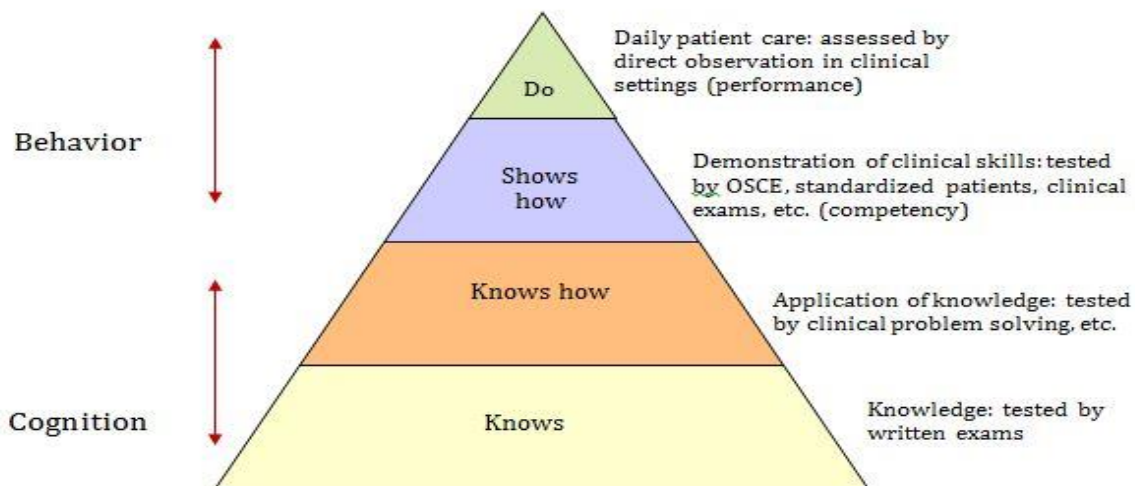 Daily patient care: assessed by
direct observation in clinical
settings (performance)
Do
Behavior
Demonstration of clinical skills: tested
by OSCE, standardized patients, clinical
exams, etc. (competency)
Shows
how
Knows how
Application of knowledge: tested
by clinical problem solving, etc.
Cognition
Knows
Knowledge: tested by
written exams